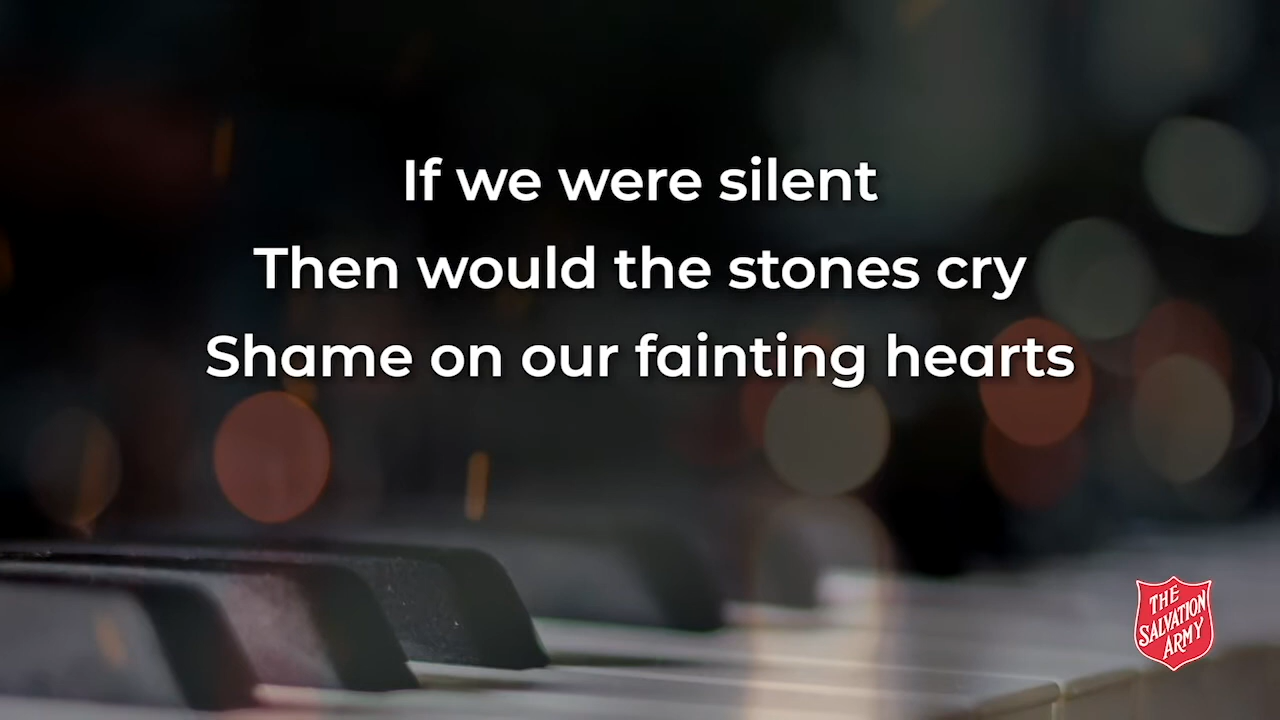 If we were silent
Then would the stones cry
Shame on our fainting hearts
THE
SALVATION
ARMY